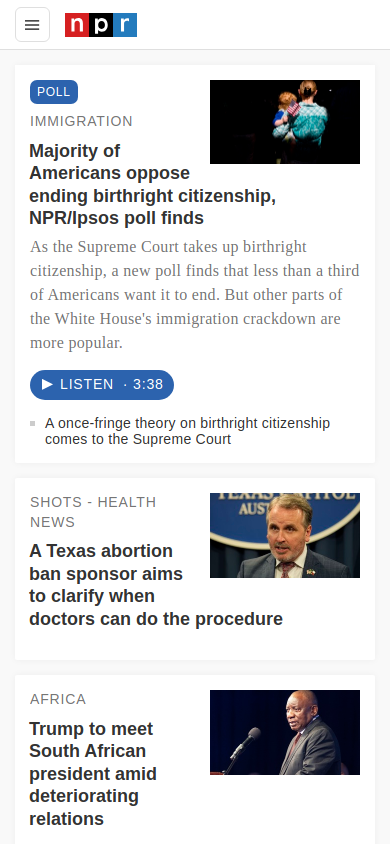 npr
POLL
IMMIGRATION
Majority of
Americans oppose
ending birthright citizenship,
NPR/Ipsos poll finds
As the Supreme Court takes up birthright
citizenship, a new poll finds that less than a third
of Americans want it to end. But other parts of
the White House's immigration crackdown are
more popular.
LISTEN · 3:38
A once-fringe theory on birthright citizenship
comes to the Supreme Court
SHOTS - HEALTH
NEWS
TEXAS CAPITOL
A Texas abortion
ban sponsor aims
to clarify when
doctors can do the procedure
AFRICA
Trump to meet
South African
president amid
deteriorating
relations